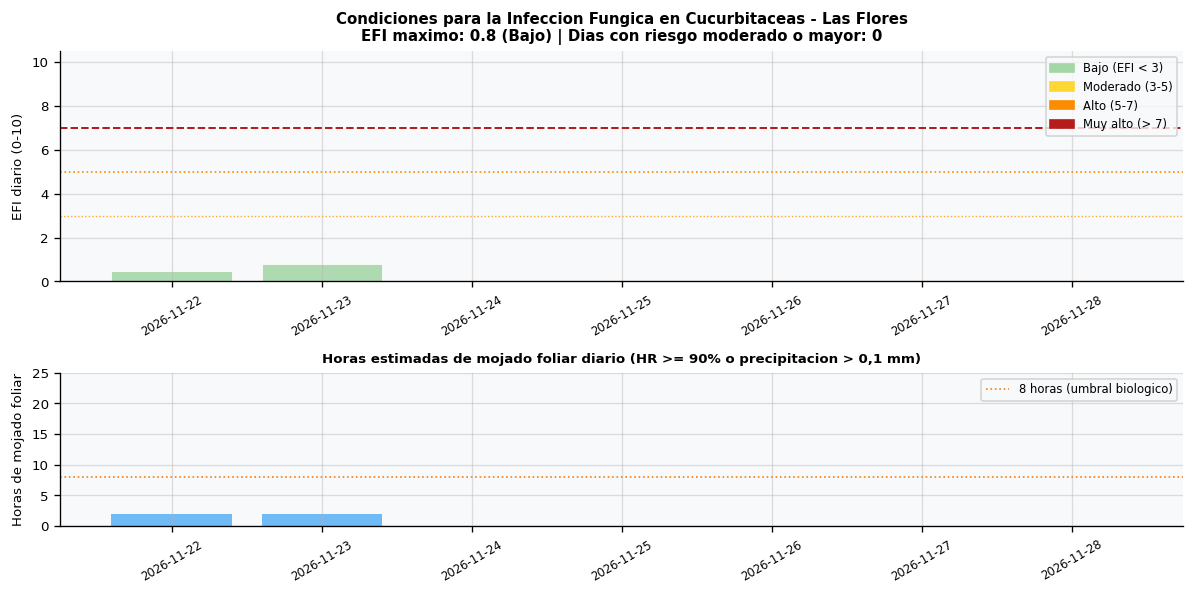 Condiciones para la Infeccion Fungica en Cucurbitaceas - Las Flores
EFI maximo: 0.8 (Bajo) | Dias con riesgo moderado o mayor: 0
EFI diario (0-10)
10
8
6
4
2
0
Bajo (EFI < 3)
Moderado (3-5)
Alto (5-7)
Muy alto (> 7)
2026-11-22
2026-11-23
2026-11-24
2026-11-25
2026-11-26
2026-11-27
2026-11-28
Horas estimadas de mojado foliar diario (HR >= 90% o precipitacion > 0,1 mm)
Horas de mojado foliar
25
20
15
10
5
0
8 horas (umbral biologico)
2026-11-22
2026-11-23
2026-11-24
2026-11-25
2026-11-26
2026-11-27
2026-11-28